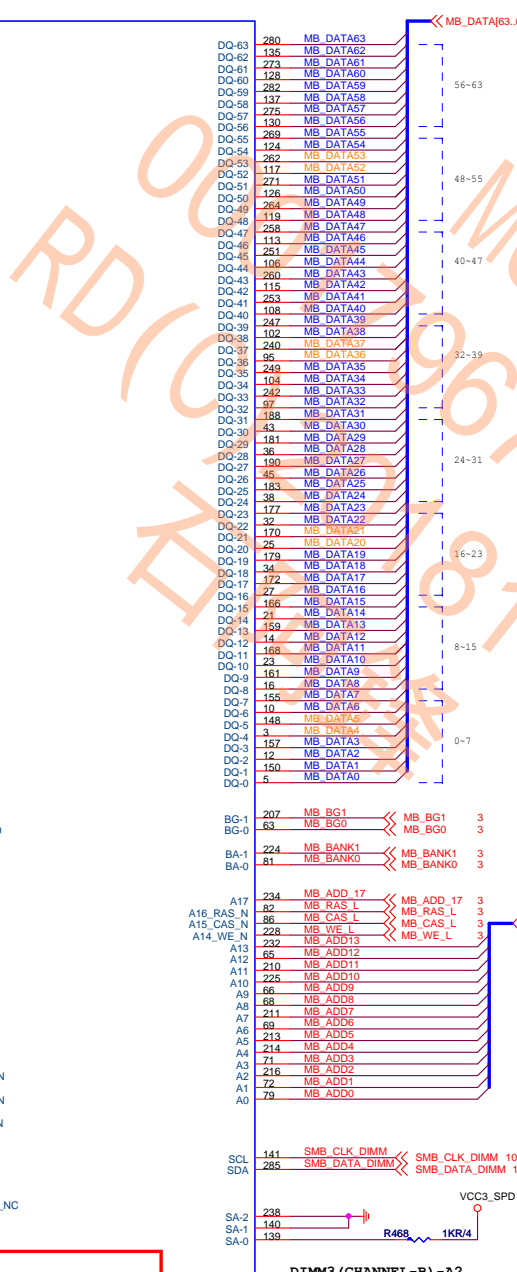 MB_DATA[63..
DQ-63 280 MB_DATA63
DQ-62 135 MB_DATA62
DQ-61 273 MB_DATA61
DQ-60 128 MB_DATA60
DQ-59 282 MB_DATA59
DQ-58 137 MB_DATA58
DQ-57 275 MB_DATA57
DQ-56 130 MB_DATA56
56~63
DQ-55 269 MB_DATA55
DQ-54 124 MB_DATA54
DQ-53 262 MB_DATA53
DQ-52 117 MB_DATA52
DQ-51 271 MB_DATA51
DQ-50 126 MB_DATA50
DQ-49 264 MB_DATA49
DQ-48 119 MB_DATA48
48~55
DQ-47 258 MB_DATA47
DQ-46 113 MB_DATA46
DQ-45 251 MB_DATA45
DQ-44 106 MB_DATA44
DQ-43 260 MB_DATA43
DQ-42 115 MB_DATA42
DQ-41 253 MB_DATA41
DQ-40 108 MB_DATA40
40~47
DQ-39 247 MB_DATA39
DQ-38 102 MB_DATA38
DQ-37 240 MB_DATA37
DQ-36 95 MB_DATA36
DQ-35 249 MB_DATA35
DQ-34 104 MB_DATA34
DQ-33 242 MB_DATA33
DQ-32 97 MB_DATA32
32~39
DQ-31 188 MB_DATA31
DQ-30 43 MB_DATA30
DQ-29 181 MB_DATA29
DQ-28 36 MB_DATA28
DQ-27 190 MB_DATA27
DQ-26 45 MB_DATA26
DQ-25 183 MB_DATA25
DQ-24 38 MB_DATA24
24~31
DQ-23 177 MB_DATA23
DQ-22 32 MB_DATA22
DQ-21 170 MB_DATA21
DQ-20 25 MB_DATA20
DQ-19 179 MB_DATA19
DQ-18 34 MB_DATA18
DQ-17 172 MB_DATA17
DQ-16 27 MB_DATA16
16~23
DQ-15 166 MB_DATA15
DQ-14 21 MB_DATA14
DQ-13 159 MB_DATA13
DQ-12 14 MB_DATA12
DQ-11 168 MB_DATA11
DQ-10 23 MB_DATA10
DQ-9 161 MB_DATA9
DQ-8 16 MB_DATA8
8~15
DQ-7 155 MB_DATA7
DQ-6 10 MB_DATA6
DQ-5 148 MB_DATA5
DQ-4 3 MB_DATA4
DQ-3 157 MB_DATA3
DQ-2 12 MB_DATA2
DQ-1 150 MB_DATA1
DQ-0 5 MB_DATA0
0~7
BG-1 207 MB_BG1 MB_BG1 3
BG-0 63 MB_BG0 MB_BG0 3
BA-1 224 MB_BANK1 MB_BANK1 3
BA-0 81 MB_BANK0 MB_BANK0 3
A17 234 MB_ADD_17 MB_ADD_17 3
A16_RAS_N 82 MB_RAS_L MB_RAS_L 3
A15_CAS_N 86 MB_CAS_L MB_CAS_L 3
A14_WE_N 228 MB_WE_L MB_WE_L 3
A13 232 MB_ADD13
A12 65 MB_ADD12
A11 210 MB_ADD11
A10 225 MB_ADD10
A9 66 MB_ADD9
A8 68 MB_ADD8
A7 211 MB_ADD7
A6 69 MB_ADD6
A5 213 MB_ADD5
A4 214 MB_ADD4
A3 71 MB_ADD3
A2 216 MB_ADD2
A1 72 MB_ADD1
A0 79 MB_ADD0
N
N
SCL 141 SMB_CLK_DIMM SMB_CLK_DIMM 10
SDA 285 SMB_DATA_DIMM SMB_DATA_DIMM 1
_NC
VCC3_SPD
SA-2 238
SA-1 140
SA-0 139 R468 1KR/4
DIMM3(CHANNEL-B)-A2